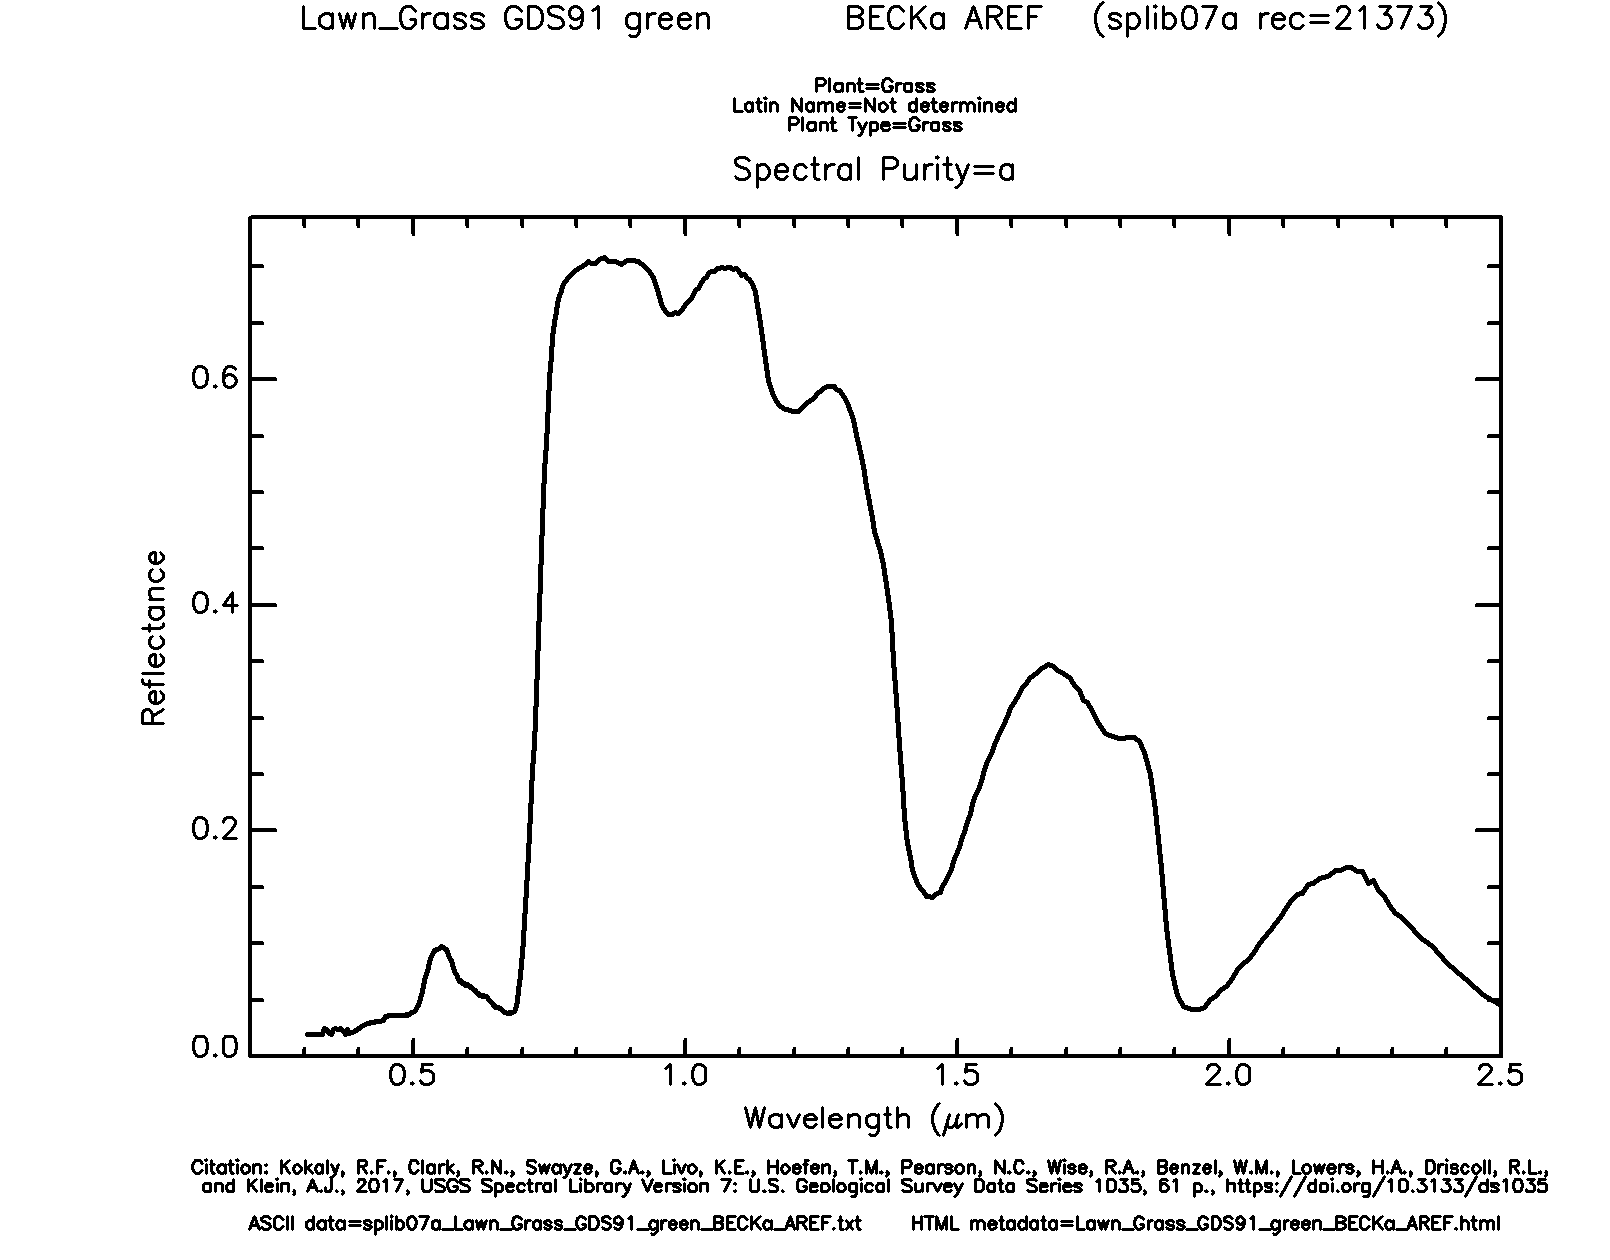 Lawn_Grass GDS91 green BECKa AREF (splib07a rec=21373)
Plant=Grass
Latin Name=Not determined
Plant Type=Grass
Spectral Purity=a
0.6
0.4
0.2
0.0
Reflectance
0.5 1.0 1.5 2.0 2.5
Wavelength (μm)
Citation: Kokaly, R.F., Clark, R.N., Swayze, G.A., Livo, K.E., Hoefen, T.M., Pearson, N.C., Wise, R.A., Benzel, W.M., Lowers, H.A., Driscoll, R.L.,
and Klein, A.J., 2017, USGS Spectral Library Version 7: U.S. Geological Survey Data Series 1035, 61 p., https://doi.org/10.3133/ds1035
ASCII data=splib07a_Lawn_Grass_GDS91_green_BECKa_AREF.txt HTML metadata=Lawn_Grass_GDS91_green_BECKa_AREF.html